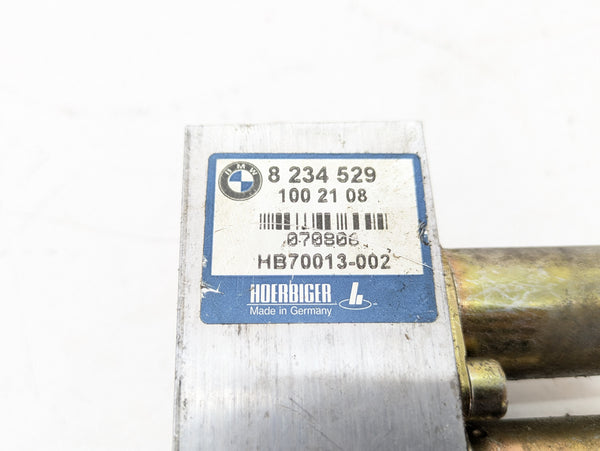 BMW
8 234 529
100 21 08
070806
HB70013-002
HOERBIGER
Made in Germany